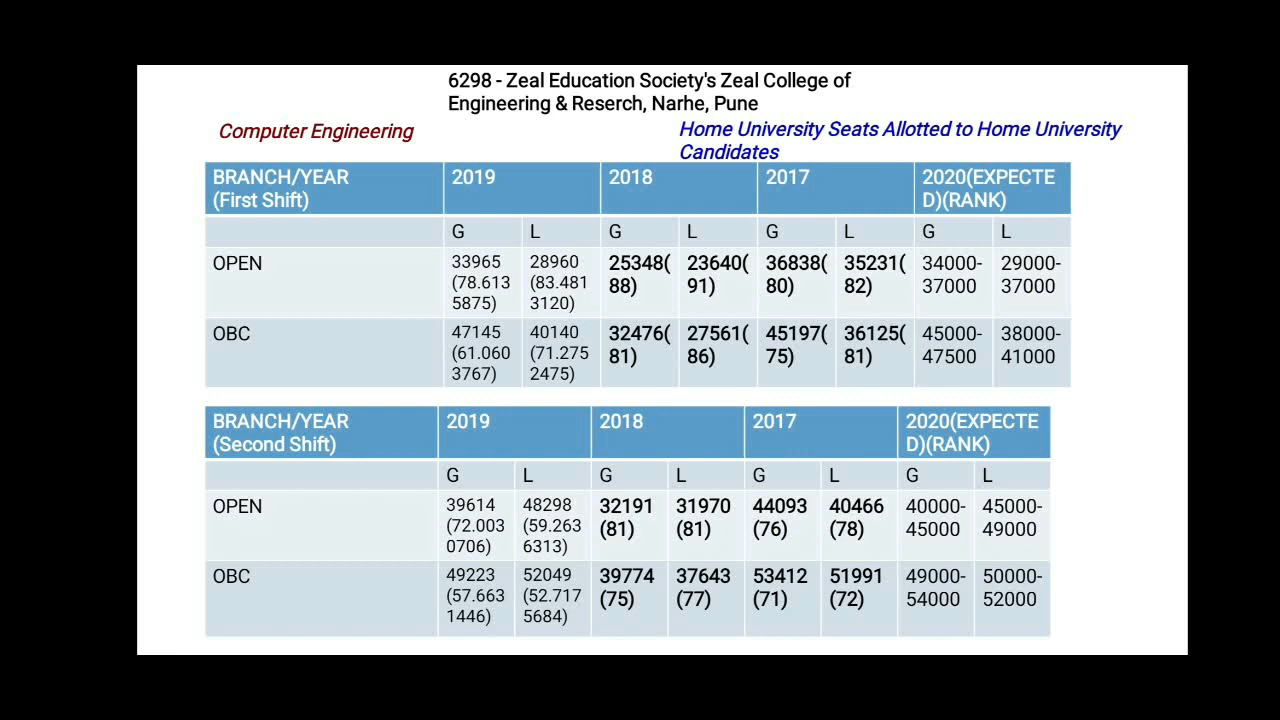 6298 - Zeal Education Society's Zeal College of
Engineering & Reserch, Narhe, Pune
Computer Engineering
Home University Seats Allotted to Home University
Candidates
BRANCH/YEAR
(First Shift)
2019
2018
2017
2020(EXPECTE
D)(RANK)
G
L
G
L
G
L
G
L
OPEN
33965
(78.613
5875)
28960
(83.481
3120)
25348(
88)
23640(
91)
36838(
80)
35231(
82)
34000-
37000
29000-
37000
OBC
47145
(61.060
3767)
40140
(71.275
2475)
32476(
81)
27561(
86)
45197(
75)
36125(
81)
45000-
47500
38000-
41000
BRANCH/YEAR
(Second Shift)
2019
2018
2017
2020(EXPECTE
D)(RANK)
G
L
G
L
G
L
G
L
OPEN
39614
(72.003
0706)
48298
(59.263
6313)
32191
(81)
31970
(81)
44093
(76)
40466
(78)
40000-
45000
45000-
49000
OBC
49223
(57.663
1446)
52049
(52.717
5684)
39774
(75)
37643
(77)
53412
(71)
51991
(72)
49000-
54000
50000-
52000